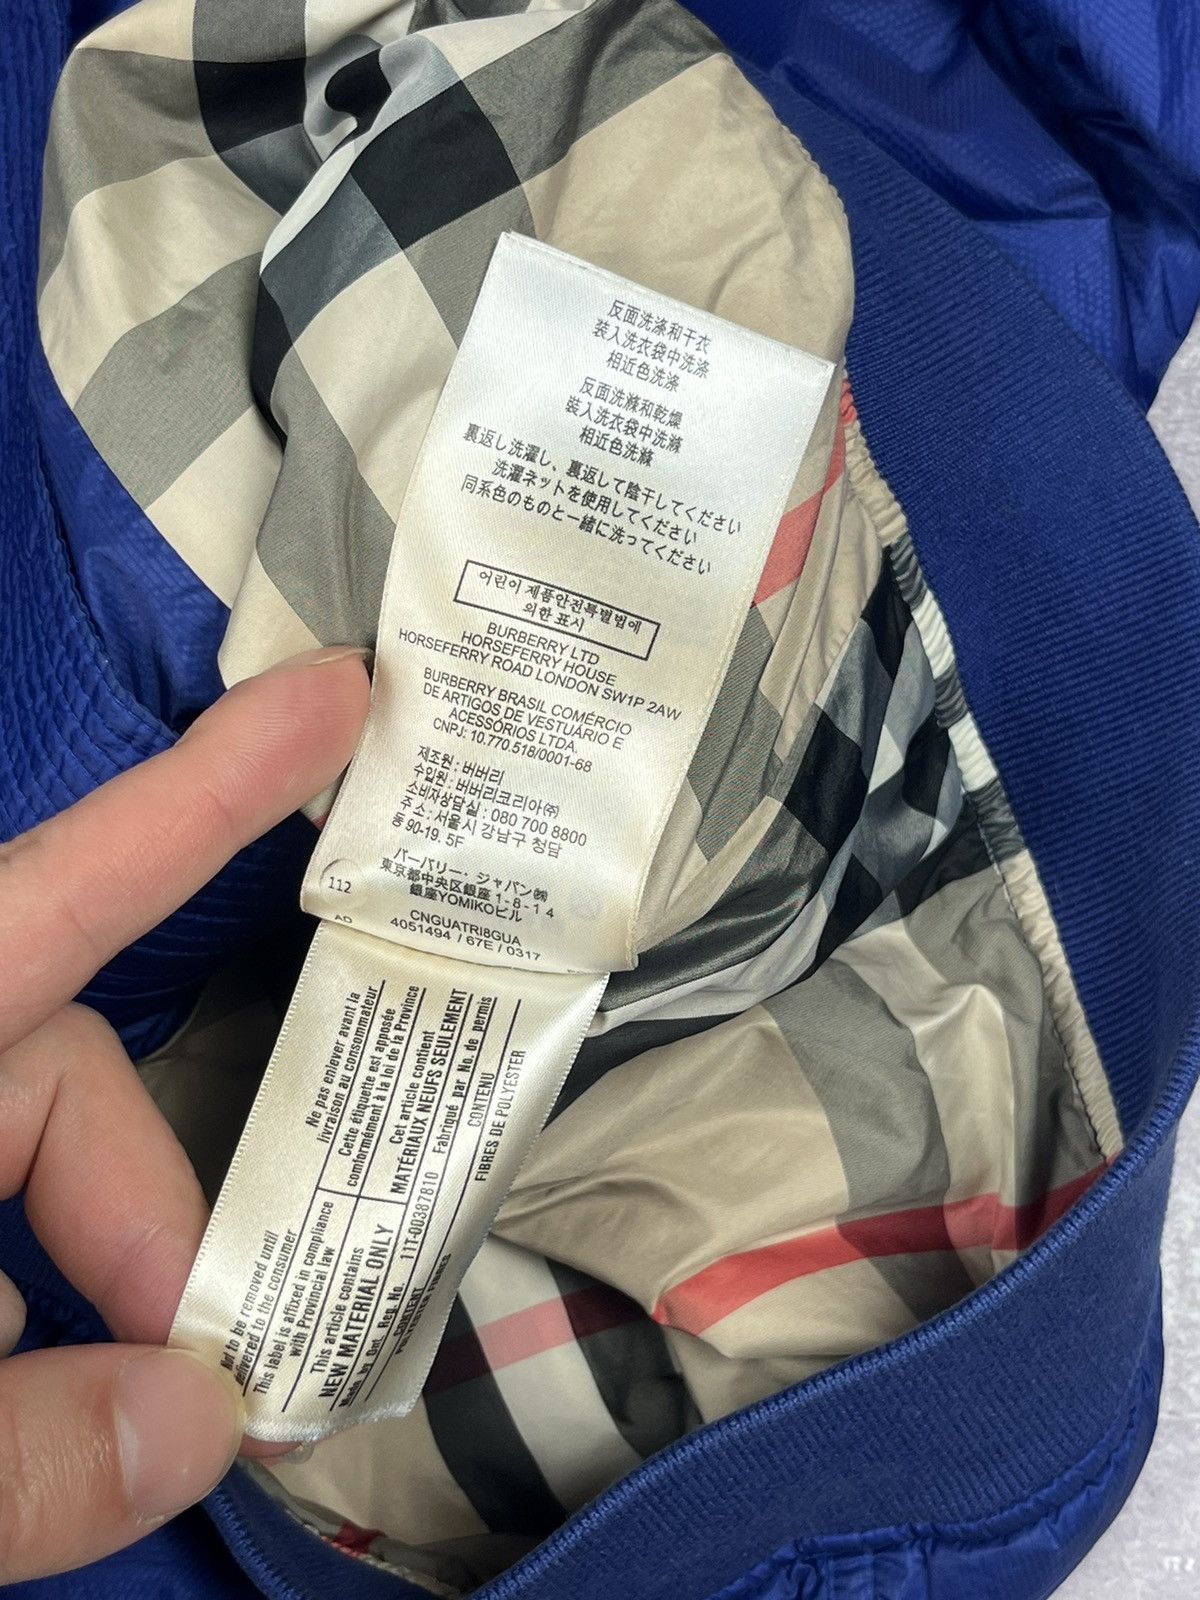 反面洗涤和干衣
装入洗衣袋中洗涤
相近色洗涤
反面洗滌和乾燥
裝入洗衣袋中洗滌
相近色洗滌
裏返し洗濯し、裏返して陰干してください
洗濯ネットを使用してください
同系色のものと一緒に洗ってください
어린이 제품안전특별법에
의한 표시
BURBERRY LTD
HORSEFERRY HOUSE
HORSEFERRY ROAD LONDON SW1P 2AW
BURBERRY BRASIL COMÉRCIO
DE ARTIGOS DE VESTUÁRIO E
ACESSÓRIOS LTDA.
CNPJ: 10.770.518/0001-68
제조원 : 버버리
수입원 : 버버리코리아㈜
소비자상담실 : 080 700 8800
주 소 : 서울시 강남구 청담
동 90-19. 5F
バーバリー・ジャパン㈱
東京都中央区銀座 1-8-14
銀座YOMIKOビル
112
CNGUATRI8GUA
AD
4051494 / 67E / 0317
Not to be removed until
delivered to the consumer
Ne pas enlever avant la
livraison au consommateur
This label is affixed in compliance
with Provincial law
Cette étiquette est apposée
conformément à la loi de la Province
This article contains
NEW MATERIAL ONLY
Cet article contient
MATÉRIAUX NEUFS SEULEMENT
Made by Ont. Reg. No.
11T-00387810
Fabriqué par No. de permis
CONTENT
POLYESTER FIBRES
CONTENU
FIBRES DE POLYESTER